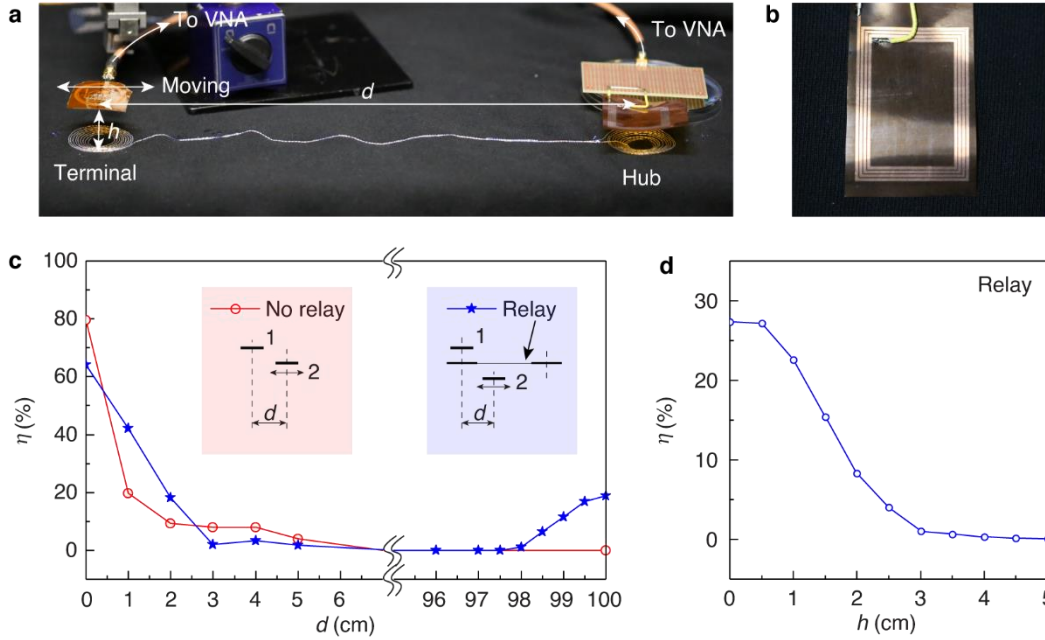 a
To VNA
To VNA
Moving
d
h
Terminal
Hub
b
c
100
80
60
40
20
0
η (%)
No relay
1
2
d
Relay
1
2
d
0 1 2 3 4 5 6 96 97 98 99 100
d (cm)
d
Relay
30
20
10
0
η (%)
0 1 2 3 4 5
h (cm)